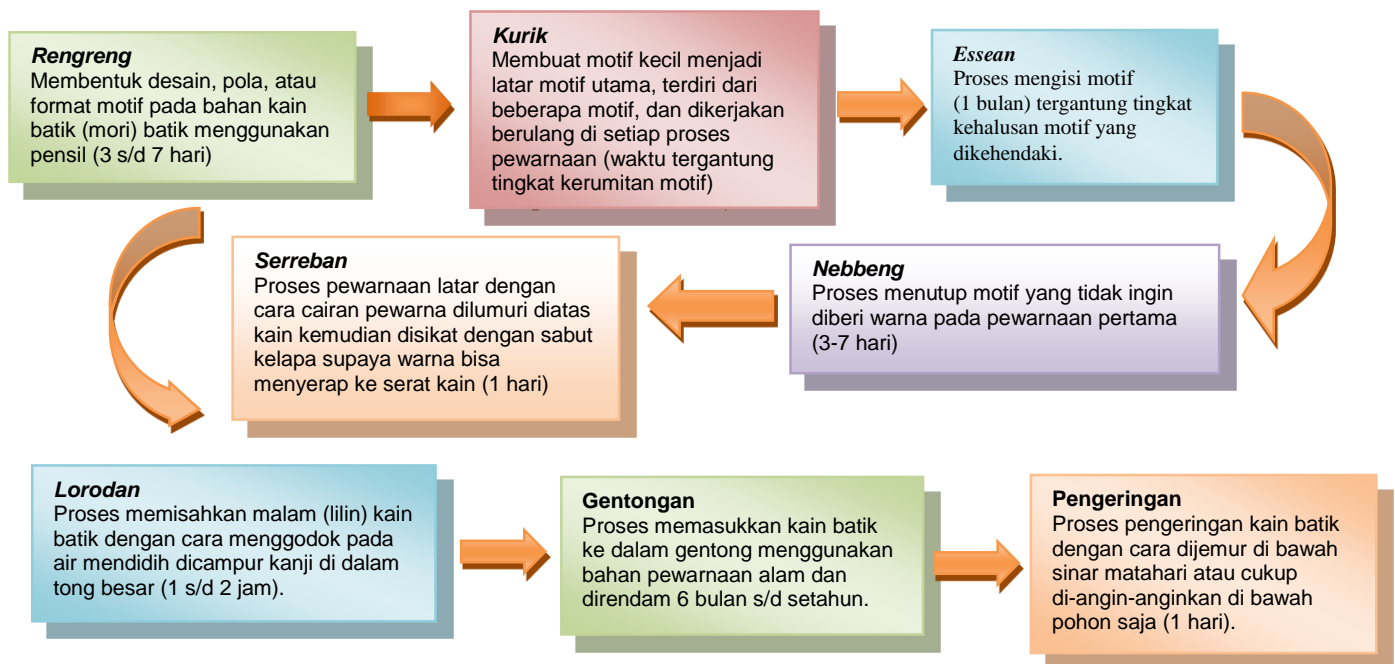 Rengreng
Membentuk desain, pola, atau
format motif pada bahan kain
batik (mori) batik menggunakan
pensil (3 s/d 7 hari)
Kurik
Membuat motif kecil menjadi
latar motif utama, terdiri dari
beberapa motif, dan dikerjakan
berulang di setiap proses
pewarnaan (waktu tergantung
tingkat kerumitan motif)
Essean
Proses mengisi motif
(1 bulan) tergantung tingkat
kehalusan motif yang
dikehendaki.
Nebbeng
Proses menutup motif yang tidak ingin
diberi warna pada pewarnaan pertama
(3-7 hari)
Serreban
Proses pewarnaan latar dengan
cara cairan pewarna dilumuri diatas
kain kemudian disikat dengan sabut
kelapa supaya warna bisa
menyerap ke serat kain (1 hari)
Lorodan
Proses memisahkan malam (lilin) kain
batik dengan cara menggodok pada
air mendidih dicampur kanji di dalam
tong besar (1 s/d 2 jam).
Gentongan
Proses memasukkan kain batik
ke dalam gentong menggunakan
bahan pewarnaan alam dan
direndam 6 bulan s/d setahun.
Pengeringan
Proses pengeringan kain batik
dengan cara dijemur di bawah
sinar matahari atau cukup
di-angin-anginkan di bawah
pohon saja (1 hari).